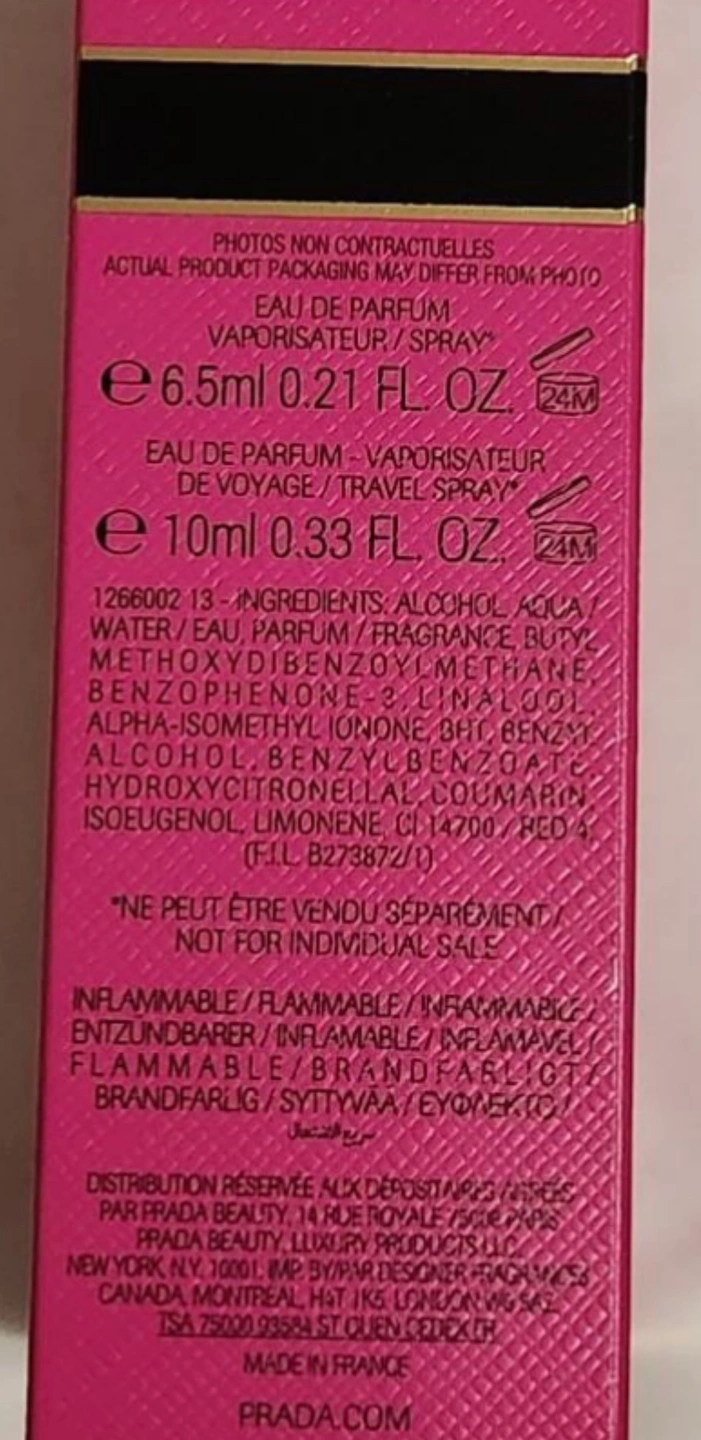 PHOTOS NON CONTRACTUELLES
ACTUAL PRODUCT PACKAGING MAY DIFFER FROM PHOTO
EAU DE PARFUM
VAPORISATEUR / SPRAY*
℮ 6.5ml 0.21 FL. OZ. 24M
EAU DE PARFUM - VAPORISATEUR
DE VOYAGE / TRAVEL SPRAY*
℮ 10ml 0.33 FL. OZ. 24M
1266002 13 - INGREDIENTS: ALCOHOL, AQUA /
WATER / EAU, PARFUM / FRAGRANCE, BUTYL
METHOXYDIBENZOYLMETHANE,
BENZOPHENONE-3, LINALOOL,
ALPHA-ISOMETHYL IONONE, BHT, BENZYL
ALCOHOL, BENZYL BENZOATE,
HYDROXYCITRONELLAL, COUMARIN,
ISOEUGENOL, LIMONENE, CI 14700 / RED 4
(F.I.L. B273872/1)
*NE PEUT ÊTRE VENDU SÉPARÉMENT /
NOT FOR INDIVIDUAL SALE
INFLAMMABLE / FLAMMABLE / INFIAMMABILE /
ENTZUNDBARER / INFLAMABLE / INFLAMÁVEL /
FLAMMABLE / BRANDFARLIGT /
BRANDFARLIG / SYTTYVÄÄ / ΕΥΦΛΕΚΤΟ /
سريع الاشتعال
DISTRIBUTION RÉSERVÉE AUX DÉPOSITAIRES AGRÉÉS
PAR PRADA BEAUTY, 14 RUE ROYALE 75008 PARIS
PRADA BEAUTY, LUXURY PRODUCTS LLC,
NEW YORK, N.Y. 10001, IMP. BY/PAR DESIGNER FRAGRANCES
CANADA, MONTREAL, H4T 1K5, LONDON W6
TSA 75020 93584 ST OUEN CEDEX FR
MADE IN FRANCE
PRADA.COM